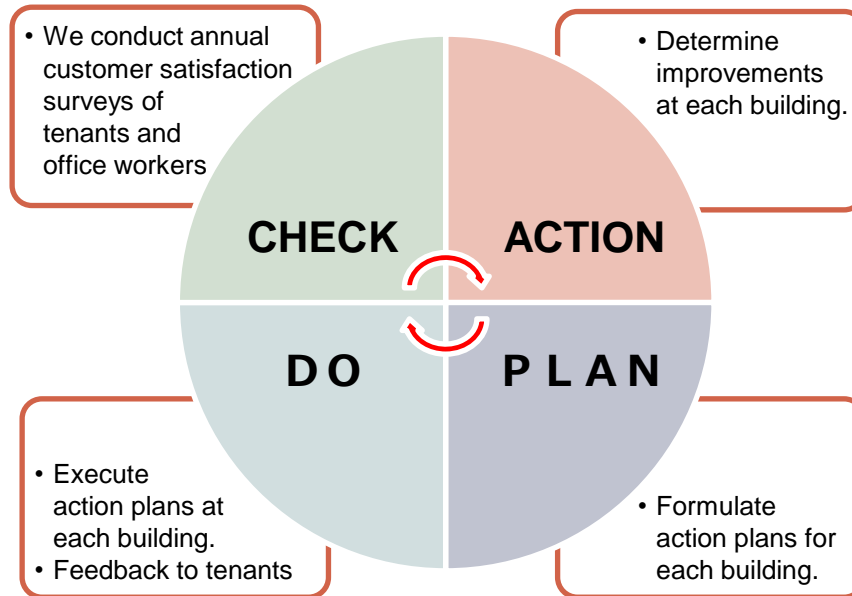 • We conduct annual
customer satisfaction
surveys of
tenants and
office workers
• Determine
improvements
at each building.
CHECK
ACTION
DO
PLAN
• Execute
action plans at
each building.
• Feedback to tenants
• Formulate
action plans for
each building.